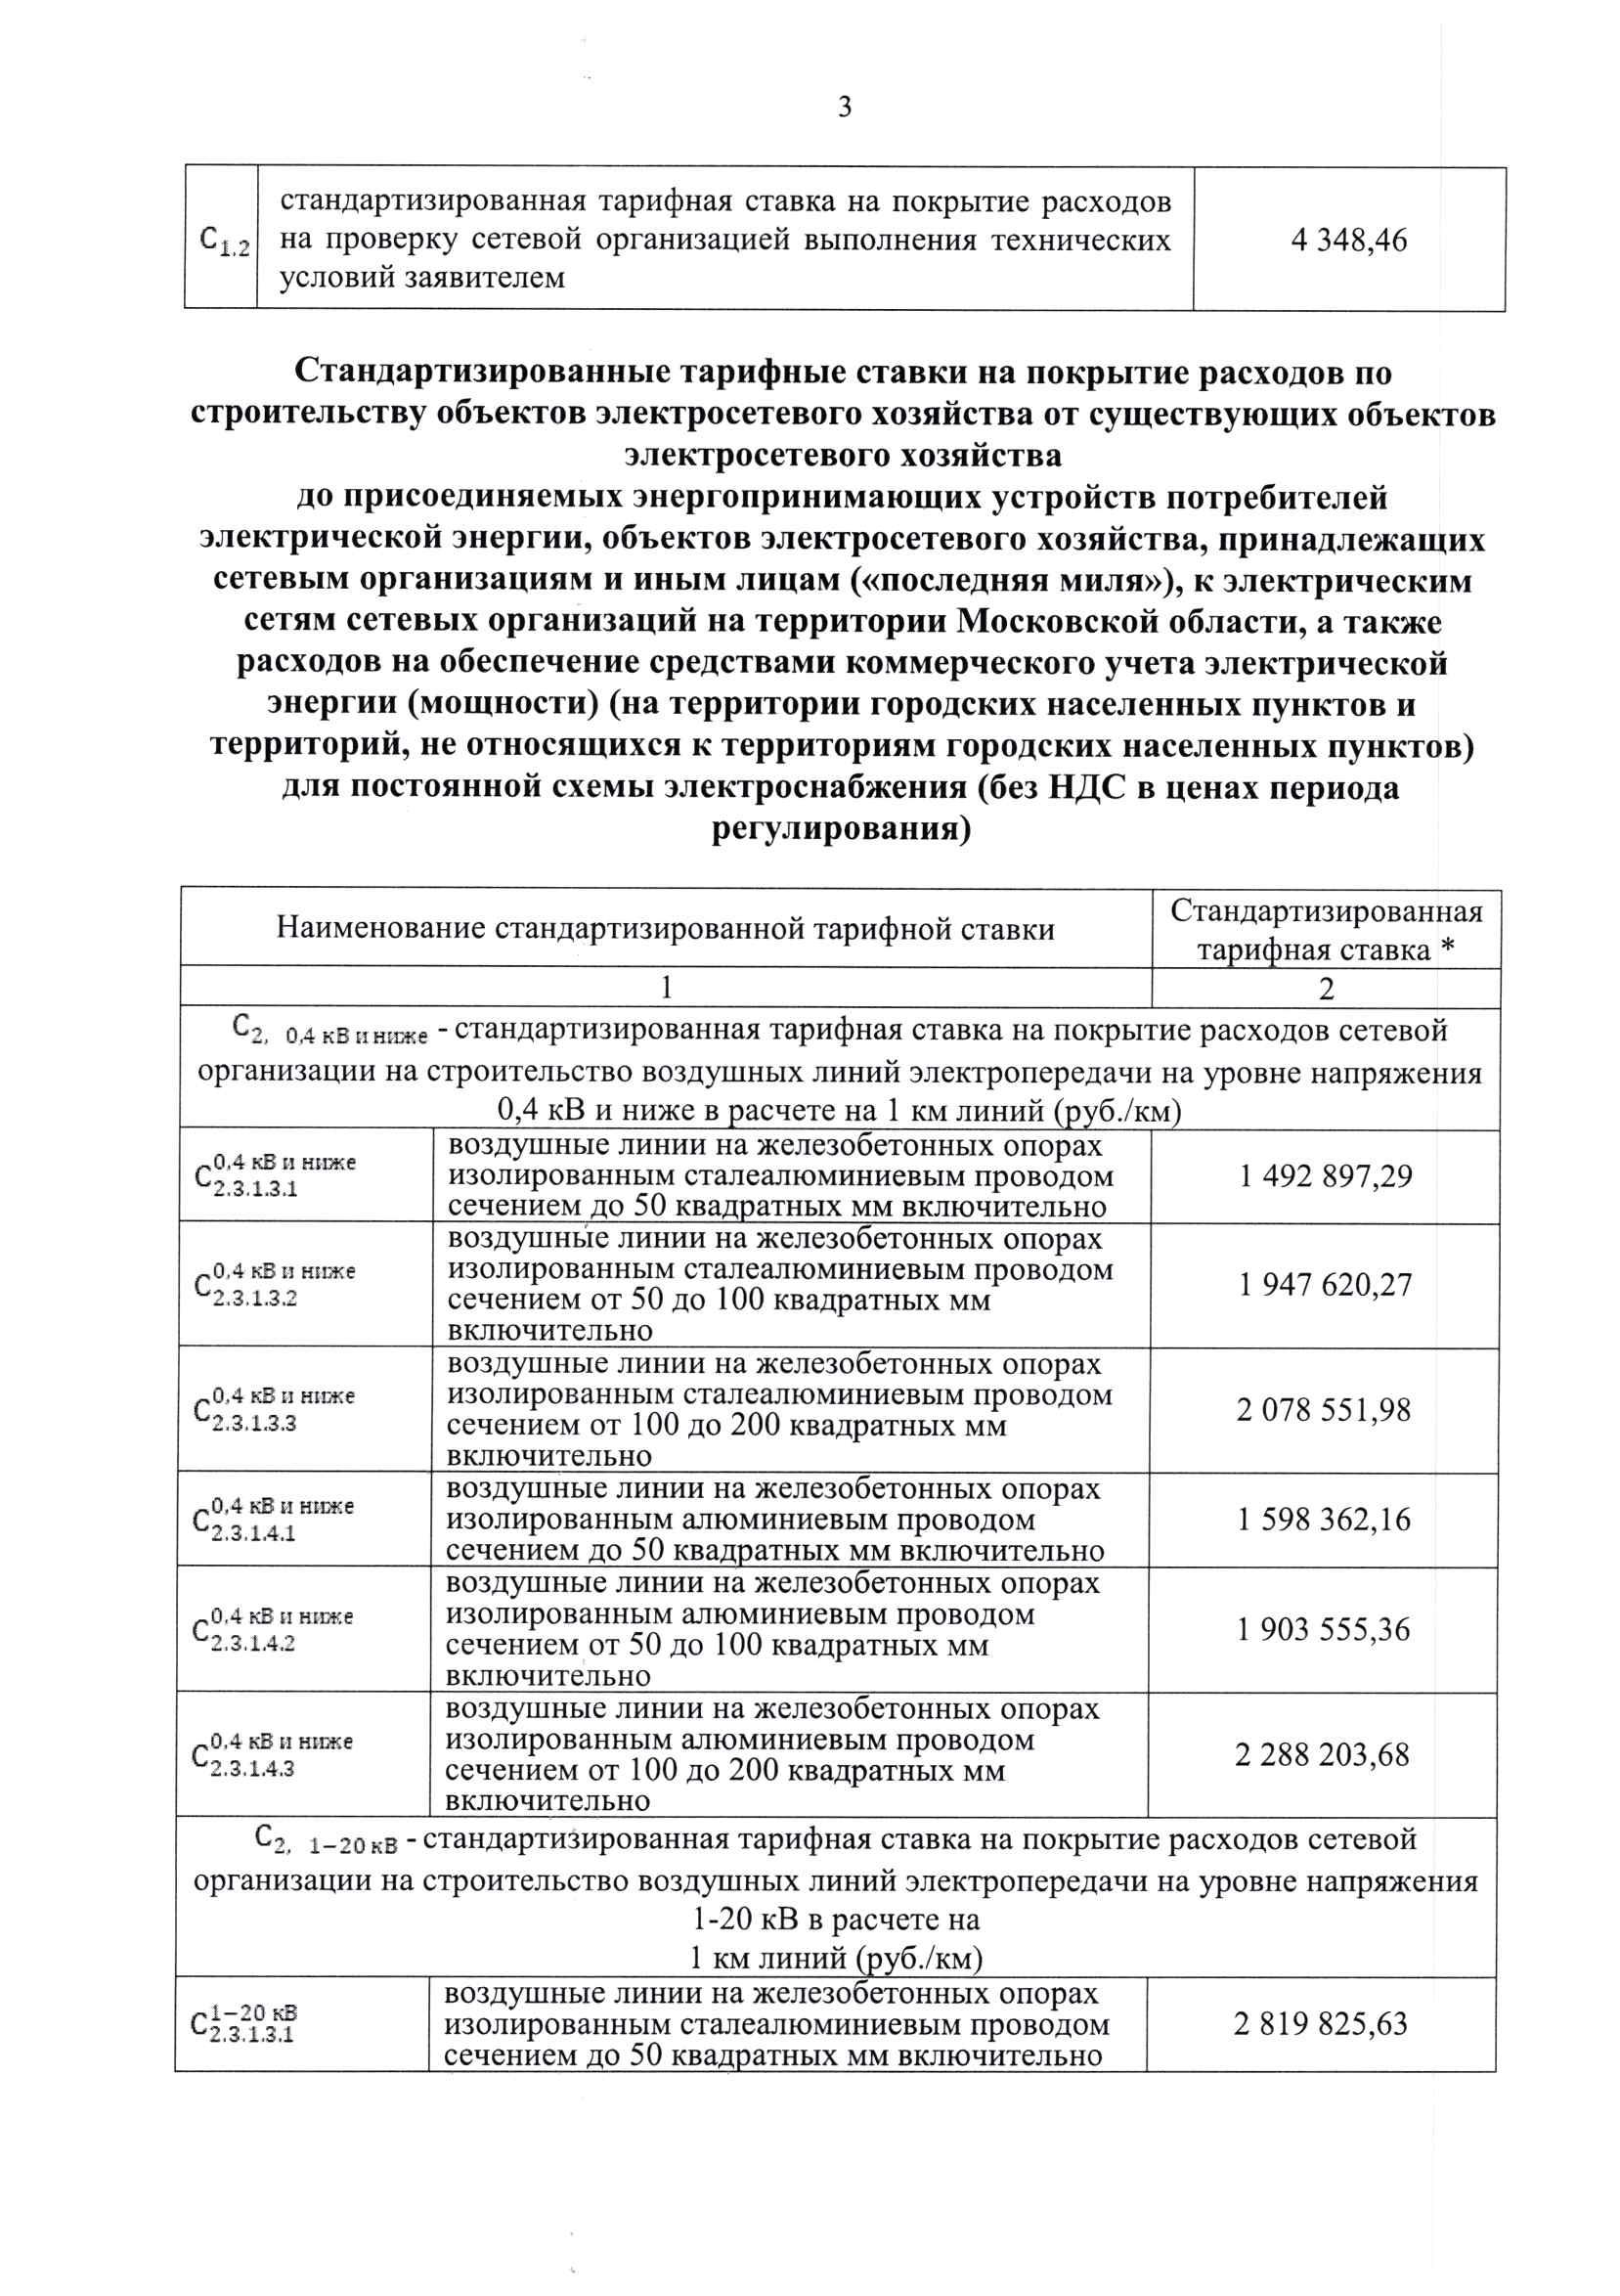 3
стандартизированная тарифная ставка на покрытие расходов
C1.2 на проверку сетевой организацией выполнения технических 4 348,46
условий заявителем
Стандартизированные тарифные ставки на покрытие расходов по
строительству объектов электросетевого хозяйства от существующих объектов
электросетевого хозяйства
до присоединяемых энергопринимающих устройств потребителей
электрической энергии, объектов электросетевого хозяйства, принадлежащих
сетевым организациям и иным лицам («последняя миля»), к электрическим
сетям сетевых организаций на территории Московской области, а также
расходов на обеспечение средствами коммерческого учета электрической
энергии (мощности) (на территории городских населенных пунктов и
территорий, не относящихся к территориям городских населенных пунктов)
для постоянной схемы электроснабжения (без НДС в ценах периода
регулирования)
Наименование стандартизированной тарифной ставки
Стандартизированная
тарифная ставка *
1 2
C2, 0,4 кВ и ниже - стандартизированная тарифная ставка на покрытие расходов сетевой
организации на строительство воздушных линий электропередачи на уровне напряжения
0,4 кВ и ниже в расчете на 1 км линий (руб./км)
C 0,4 кВ и ниже 2.3.1.3.1
воздушные линии на железобетонных опорах
изолированным сталеалюминиевым проводом
сечением до 50 квадратных мм включительно
1 492 897,29
C 0,4 кВ и ниже 2.3.1.3.2
воздушные линии на железобетонных опорах
изолированным сталеалюминиевым проводом
сечением от 50 до 100 квадратных мм
включительно
1 947 620,27
C 0,4 кВ и ниже 2.3.1.3.3
воздушные линии на железобетонных опорах
изолированным сталеалюминиевым проводом
сечением от 100 до 200 квадратных мм
включительно
2 078 551,98
C 0,4 кВ и ниже 2.3.1.4.1
воздушные линии на железобетонных опорах
изолированным алюминиевым проводом
сечением до 50 квадратных мм включительно
1 598 362,16
C 0,4 кВ и ниже 2.3.1.4.2
воздушные линии на железобетонных опорах
изолированным алюминиевым проводом
сечением от 50 до 100 квадратных мм
включительно
1 903 555,36
C 0,4 кВ и ниже 2.3.1.4.3
воздушные линии на железобетонных опорах
изолированным алюминиевым проводом
сечением от 100 до 200 квадратных мм
включительно
2 288 203,68
C2, 1–20 кВ - стандартизированная тарифная ставка на покрытие расходов сетевой
организации на строительство воздушных линий электропередачи на уровне напряжения
1-20 кВ в расчете на
1 км линий (руб./км)
C 1–20 кВ 2.3.1.3.1
воздушные линии на железобетонных опорах
изолированным сталеалюминиевым проводом
сечением до 50 квадратных мм включительно
2 819 825,63